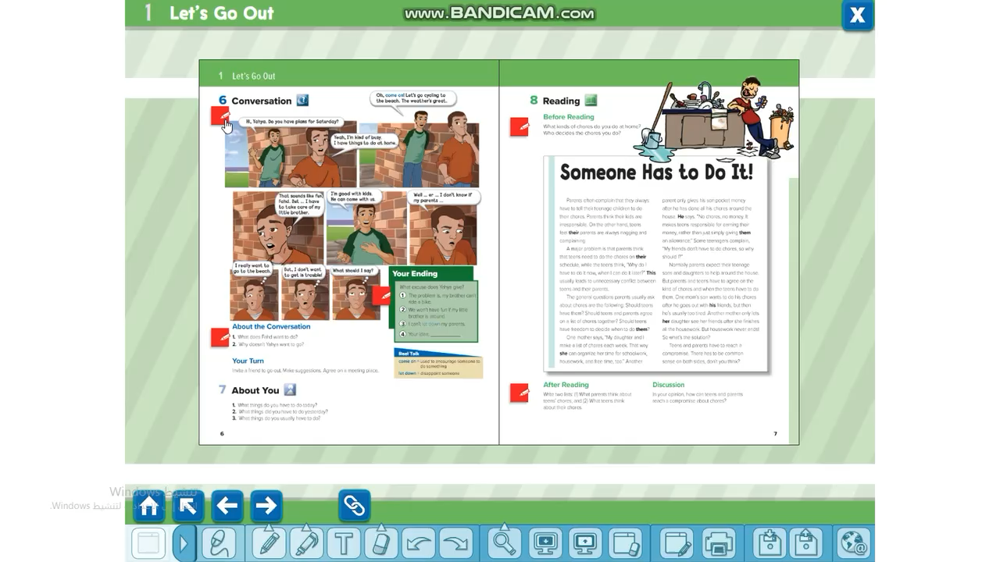 1 Let's Go Out
www.BANDICAM.com
X
1 Let's Go Out
6 Conversation
Hi, Yahya. Do you have plans for Saturday?
Yeah, I'm kind of busy.
I have things to do at home.
Oh, come on! Let's go cycling to
the beach. The weather's great.
That sounds like fun,
Fahd. But ... I have
to take care of my
little brother.
I'm good with kids.
He can come with us.
Well ... er ... I don't know if
my parents ...
I really want to
go to the beach.
But, I don't want
to get in trouble!
What should I say?
Your Ending
What excuse does Yahya give?
1 The problem is, my brother can't
ride a bike.
2 We won't have fun if my little
brother is around.
3 I can't let down my parents.
4 Your idea: ____________
About the Conversation
1. What does Fahd want to do?
2. Why doesn't Yahya want to go?
Real Talk
come on = used to encourage someone to
do something
let down = disappoint someone
Your Turn
Invite a friend to go out. Make suggestions. Agree on a meeting place.
7 About You
1. What things do you have to do today?
2. What things did you have to do yesterday?
3. What things do you usually have to do?
6
8 Reading
Before Reading
What kinds of chores do you do at home?
Who decides the chores you do?
Someone Has to Do It!
Parents often complain that they always
have to tell their teenage children to do
their chores. Parents think their kids are
irresponsible. On the other hand, teens
feel their parents are always nagging and
complaining.
A major problem is that parents think
that teens need to do the chores on their
schedule, while the teens think, "Why do I
have to do it now, when I can do it later?" This
usually leads to unnecessary conflict between
teens and their parents.
The general questions parents usually ask
about chores are the following: Should teens
have them? Should teens and parents agree
on a list of chores together? Should teens
have freedom to decide when to do them?
One mother says, "My daughter and I
make a list of chores each week. That way
she can organize her time for schoolwork,
housework, and free time, too." Another
parent only gives his son pocket money
after he has done all his chores around the
house. He says, "No chores, no money. It
makes teens responsible for earning their
money, rather than just simply giving them
an allowance." Some teenagers complain,
"My friends don't have to do chores, so why
should I?"
Normally parents expect their teenage
sons and daughters to help around the house.
But parents and teens have to agree on the
kind of chores and when the teens have to do
them. One mom's son wants to do his chores
after he goes out with his friends, but then
he's usually too tired. Another mother only lets
her daughter see her friends after she finishes
all the housework. But housework never ends!
So what's the solution?
Teens and parents have to reach a
compromise. There has to be common
sense on both sides, don't you think?
After Reading
Write two lists: (1) What parents think about
teens' chores, and (2) What teens think
about their chores.
Discussion
In your opinion, how can teens and parents
reach a compromise about chores?
7
تنشيط Windows
لتنشيط Windows.
T